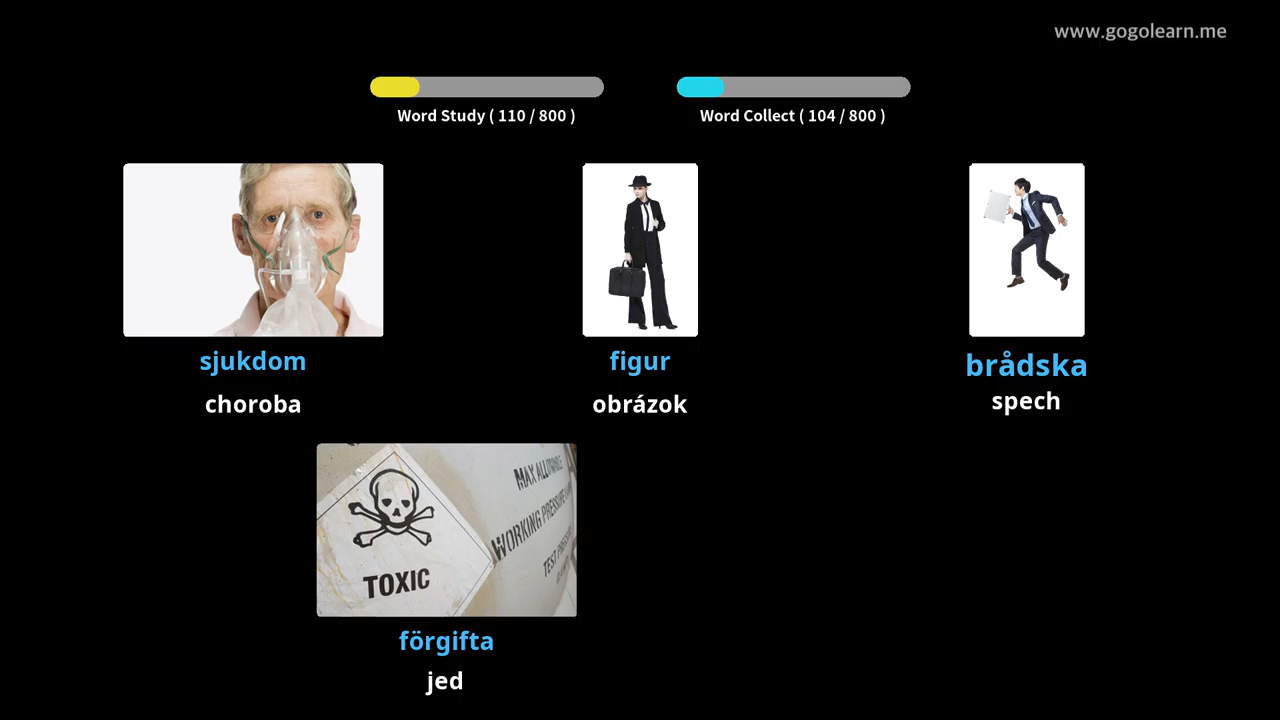 www.gogolearn.me
Word Study ( 110 / 800 )
Word Collect ( 104 / 800 )
sjukdom
choroba
figur
obrázok
brådska
spech
TOXIC
MAX ALLOWABLE
WORKING PRESSURE
förgifta
jed